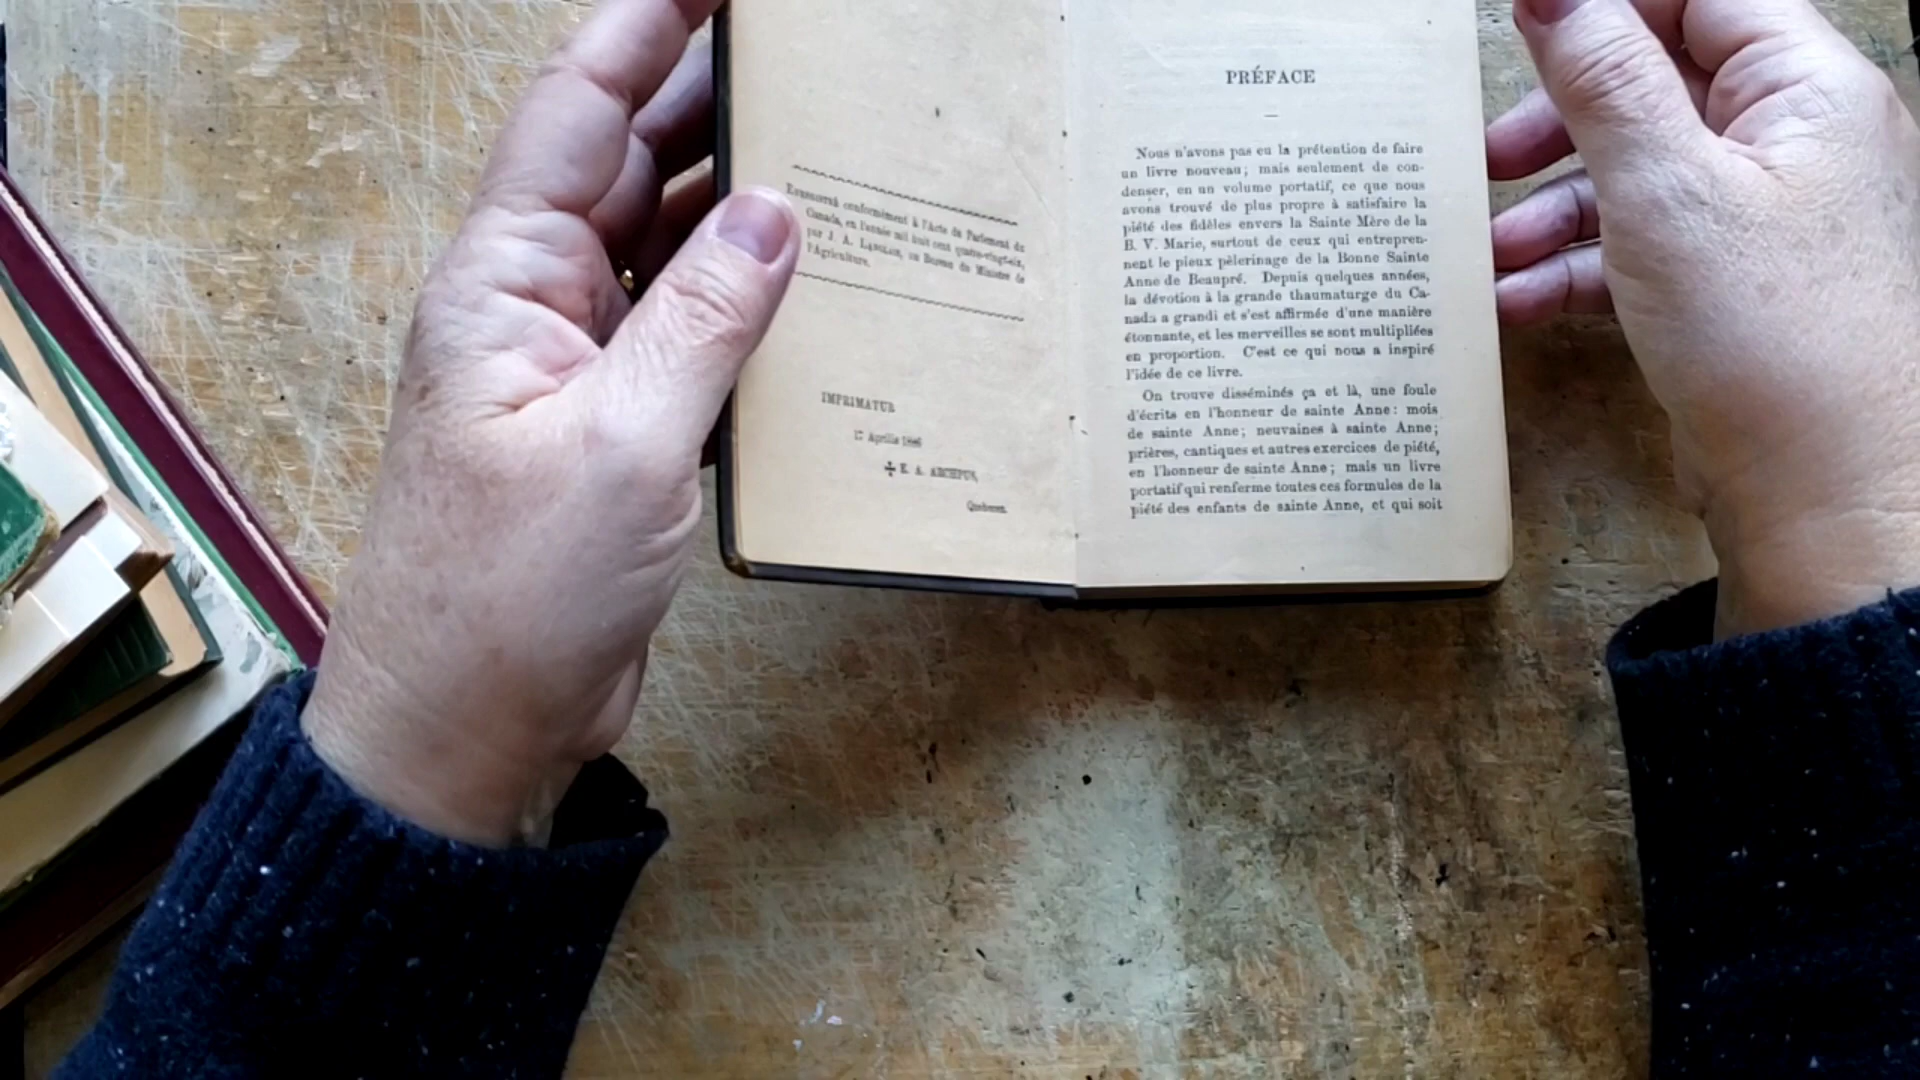 Enregistré conformément à l'Acte du Parlement du
Canada, en l'année mil huit cent quatre-vingt-six,
par J. A. Langlais, au Bureau du Ministre de
l'Agriculture.
IMPRIMATUR
17 Aprilis 1886
✠ E. A. ARCHPUS,
Quebecen.
PRÉFACE
Nous n'avons pas eu la prétention de faire
un livre nouveau; mais seulement de con-
denser, en un volume portatif, ce que nous
avons trouvé de plus propre à satisfaire la
piété des fidèles envers la Sainte Mère de la
B. V. Marie, surtout de ceux qui entrepren-
nent le pieux pèlerinage de la Bonne Sainte
Anne de Beaupré. Depuis quelques années,
la dévotion à la grande thaumaturge du Ca-
nada a grandi et s'est affirmée d'une manière
étonnante, et les merveilles se sont multipliées
en proportion. C'est ce qui nous a inspiré
l'idée de ce livre.
On trouve disséminés ça et là, une foule
d'écrits en l'honneur de sainte Anne: mois
de sainte Anne; neuvaines à sainte Anne;
prières, cantiques et autres exercices de piété,
en l'honneur de sainte Anne; mais un livre
portatif qui renferme toutes ces formules de la
piété des enfants de sainte Anne, et qui soit